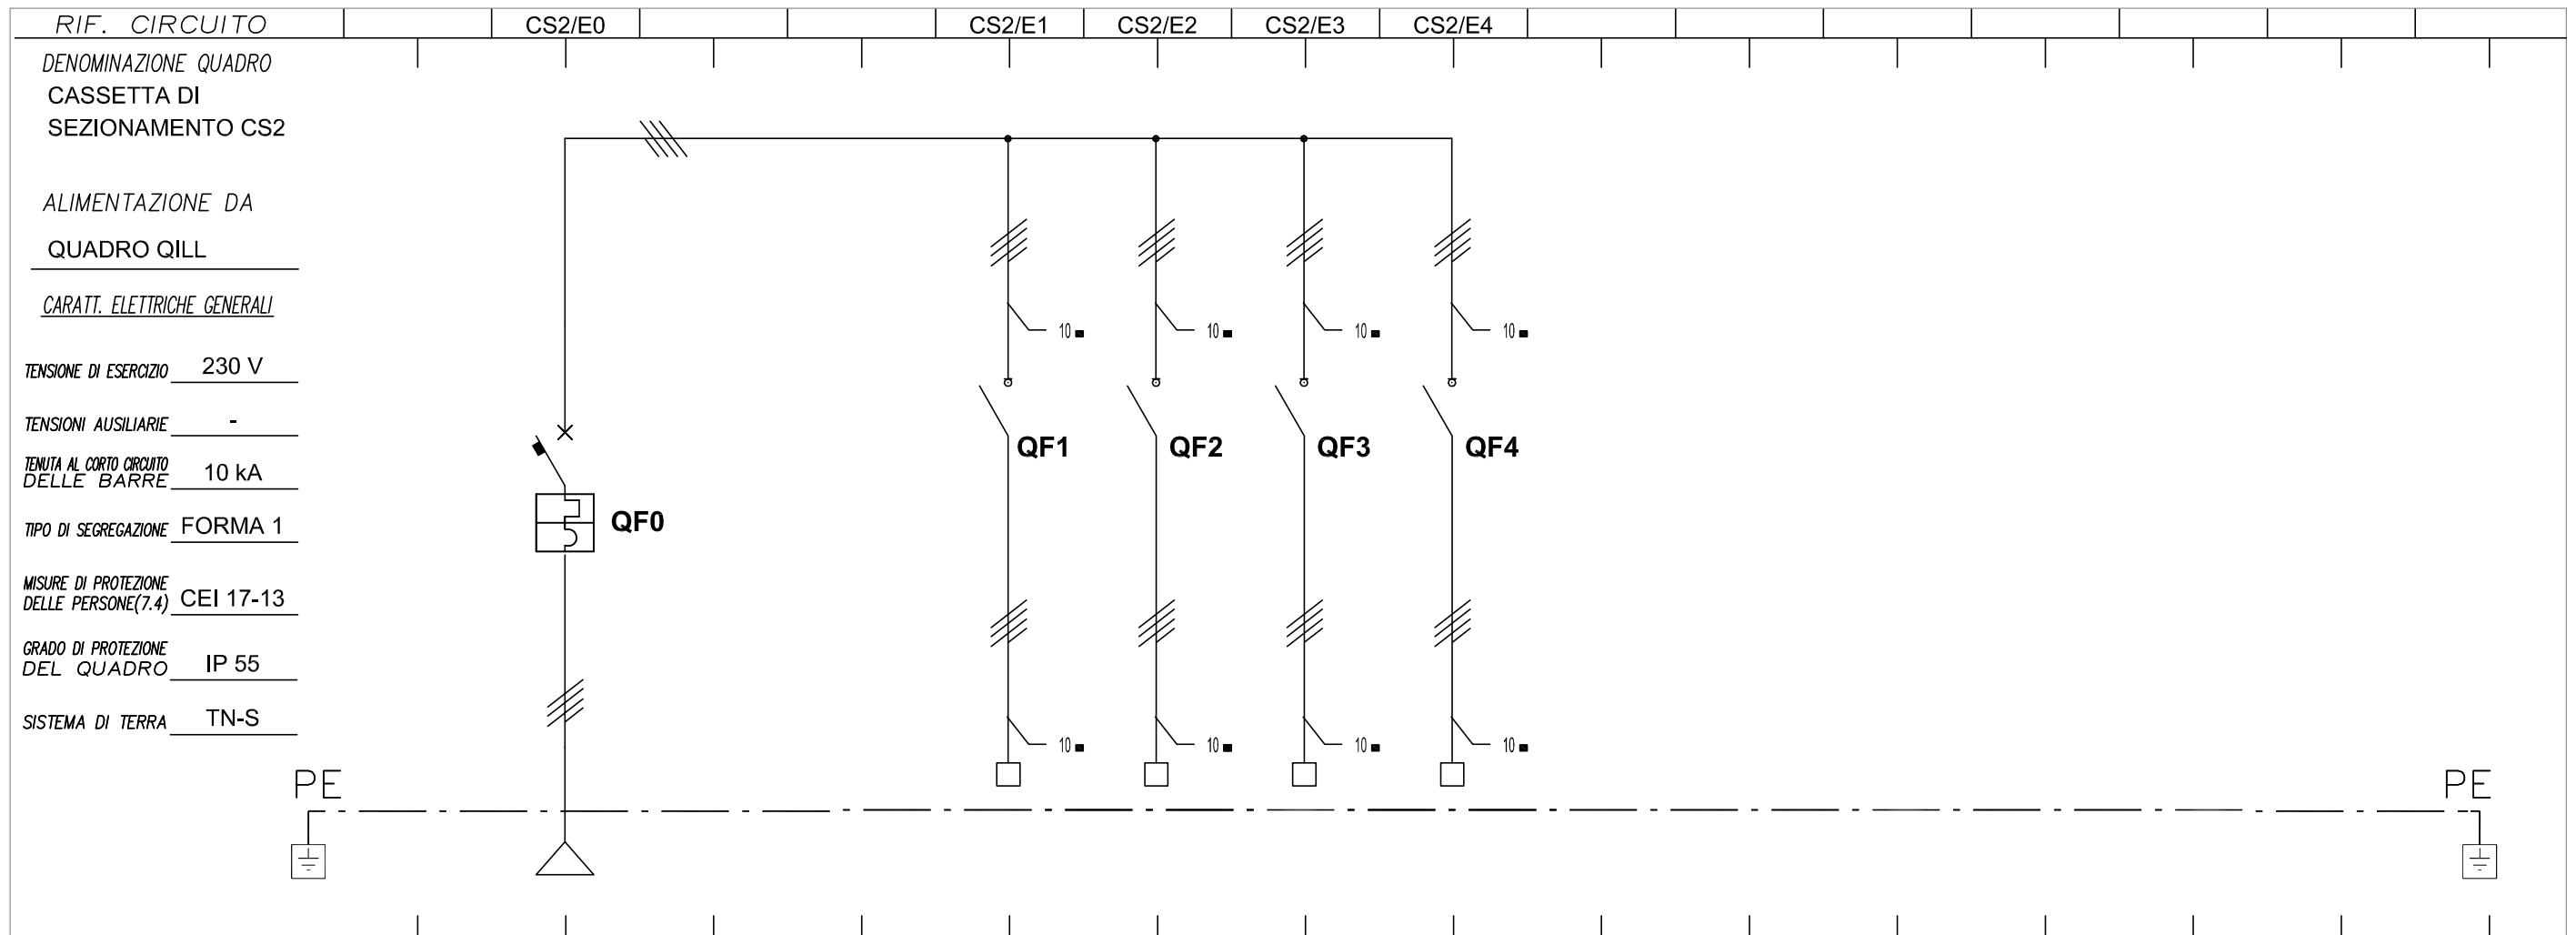 RIF. CIRCUITO CS2/E0 CS2/E1 CS2/E2 CS2/E3 CS2/E4
DENOMINAZIONE QUADRO
CASSETTA DI
SEZIONAMENTO CS2
ALIMENTAZIONE DA
QUADRO QILL
CARATT. ELETTRICHE GENERALI
10 10 10 10
TENSIONE DI ESERCIZIO 230 V
TENSIONI AUSILIARIE -
QF1 QF2 QF3 QF4
TENUTA AL CORTO CIRCUITO
DELLE BARRE 10 kA
TIPO DI SEGREGAZIONE FORMA 1
QF0
MISURE DI PROTEZIONE
DELLE PERSONE(7.4) CEI 17-13
GRADO DI PROTEZIONE
DEL QUADRO IP 55
SISTEMA DI TERRA TN-S
10 10 10 10
PE PE